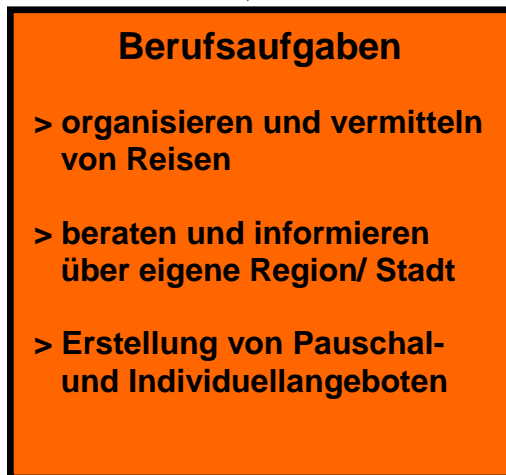 Berufsaufgaben
> organisieren und vermitteln
von Reisen
> beraten und informieren
über eigene Region/ Stadt
> Erstellung von Pauschal-
und Individuellangeboten